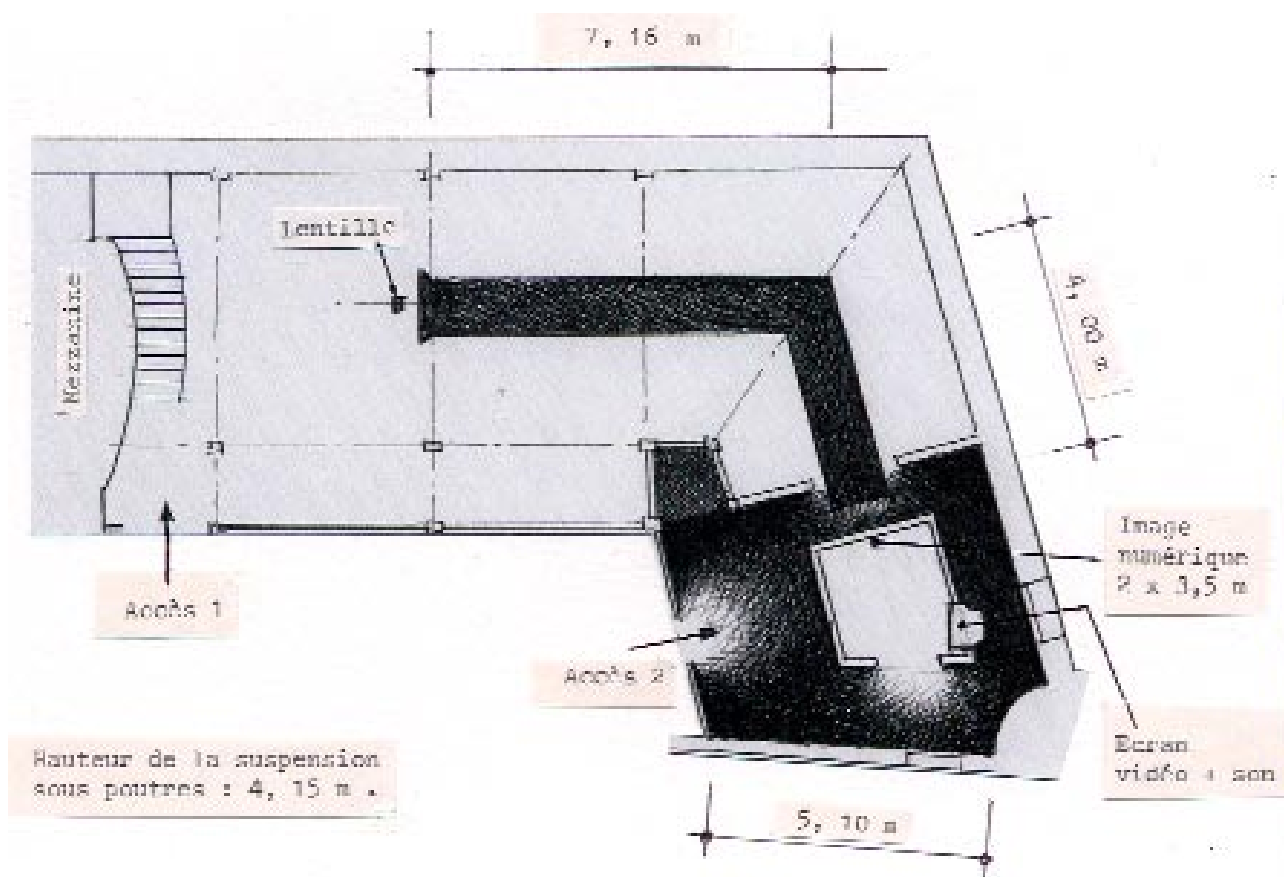 7, 16 m
Lentille
Mezzanine
4, 00 m
Image
numérique
2 x 3,5 m
Accès 1
Accès 2
Hauteur de la suspension
sous poutres : 4, 15 m .
Ecran
vidéo + son
5, 10 m